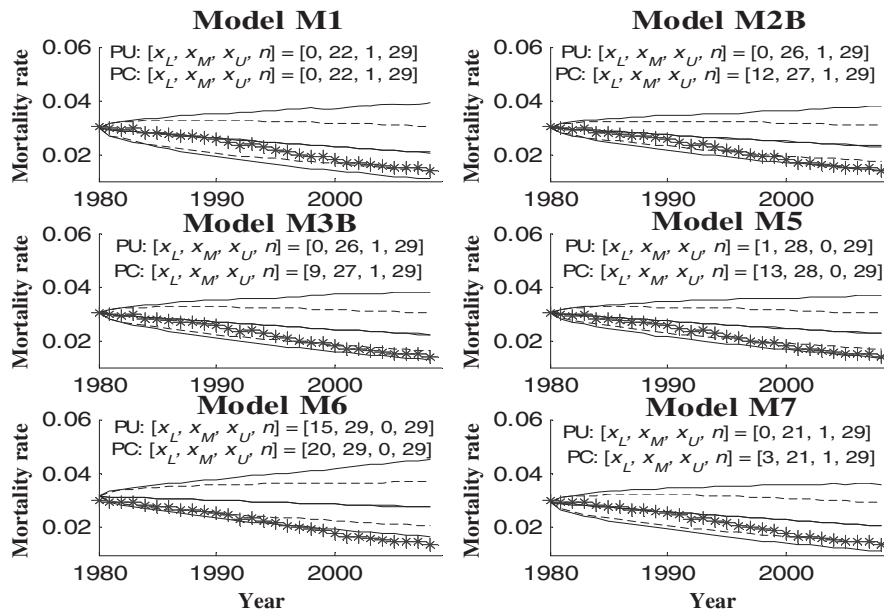 Model M1
PU: [x_L, x_M, x_U, n] = [0, 22, 1, 29]
PC: [x_L, x_M, x_U, n] = [0, 22, 1, 29]
Mortality rate
0.06
0.04
0.02
1980 1990 2000
Model M2B
PU: [x_L, x_M, x_U, n] = [0, 26, 1, 29]
PC: [x_L, x_M, x_U, n] = [12, 27, 1, 29]
Mortality rate
0.06
0.04
0.02
1980 1990 2000
Model M3B
PU: [x_L, x_M, x_U, n] = [0, 26, 1, 29]
PC: [x_L, x_M, x_U, n] = [9, 27, 1, 29]
Mortality rate
0.06
0.04
0.02
1980 1990 2000
Model M5
PU: [x_L, x_M, x_U, n] = [1, 28, 0, 29]
PC: [x_L, x_M, x_U, n] = [13, 28, 0, 29]
Mortality rate
0.06
0.04
0.02
1980 1990 2000
Model M6
PU: [x_L, x_M, x_U, n] = [15, 29, 0, 29]
PC: [x_L, x_M, x_U, n] = [20, 29, 0, 29]
Mortality rate
0.06
0.04
0.02
1980 1990 2000
Year
Model M7
PU: [x_L, x_M, x_U, n] = [0, 21, 1, 29]
PC: [x_L, x_M, x_U, n] = [3, 21, 1, 29]
Mortality rate
0.06
0.04
0.02
1980 1990 2000
Year